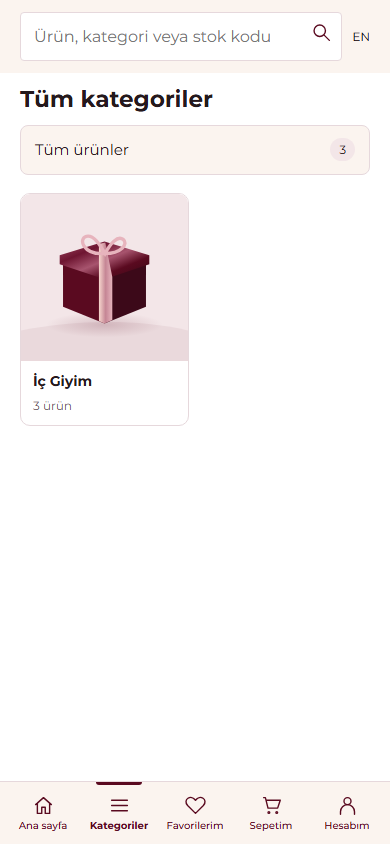 Ürün, kategori veya stok kodu
EN
Tüm kategoriler
Tüm ürünler
3
İç Giyim
3 ürün
Ana sayfa
Kategoriler
Favorilerim
Sepetim
Hesabım